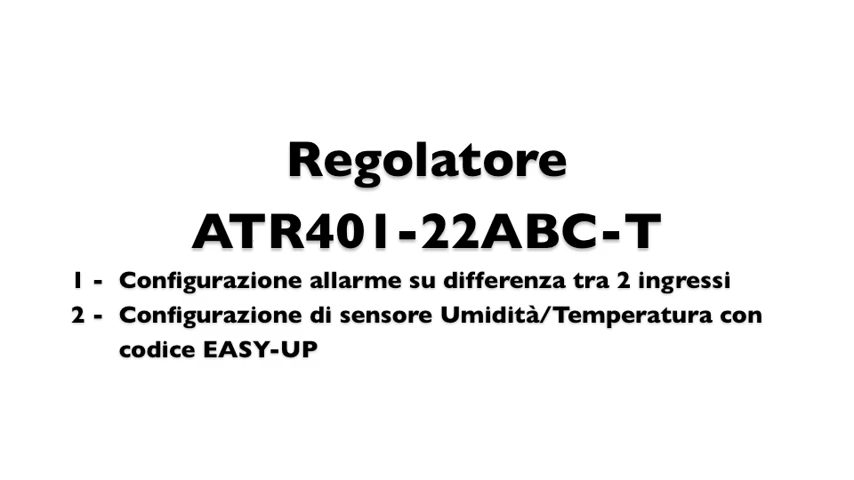 Regolatore
ATR401-22ABC-T
1 - Configurazione allarme su differenza tra 2 ingressi
2 - Configurazione di sensore Umidità/Temperatura con
codice EASY-UP